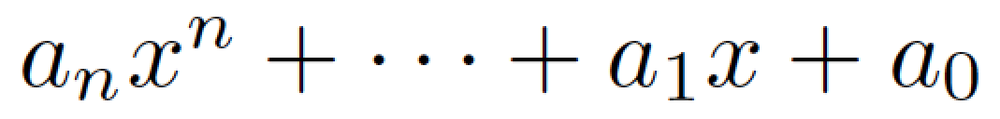 aₙxⁿ + ··· + a₁x + a₀